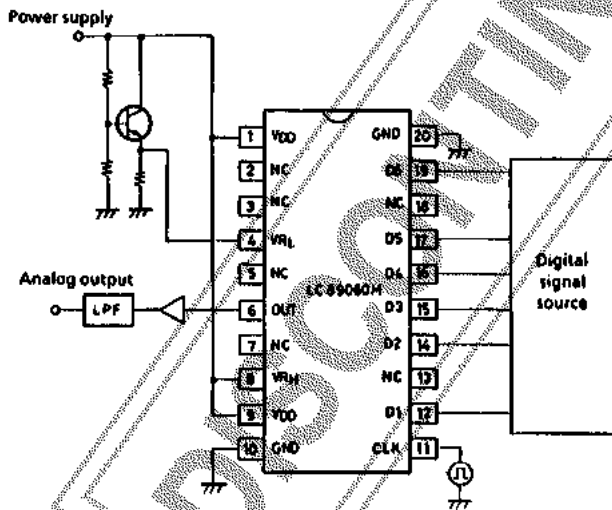 Power supply
1 VDD
2 NC
3 NC
4 VRL
5 NC
6 OUT
7 NC
8 VRH
9 VDD
10 GND
GND 20
D6 19
NC 18
D5 17
D4 16
D3 15
D2 14
NC 13
D1 12
CLK 11
LC89060M
Analog output
LPF
Digital
signal
source
DISCONTIN